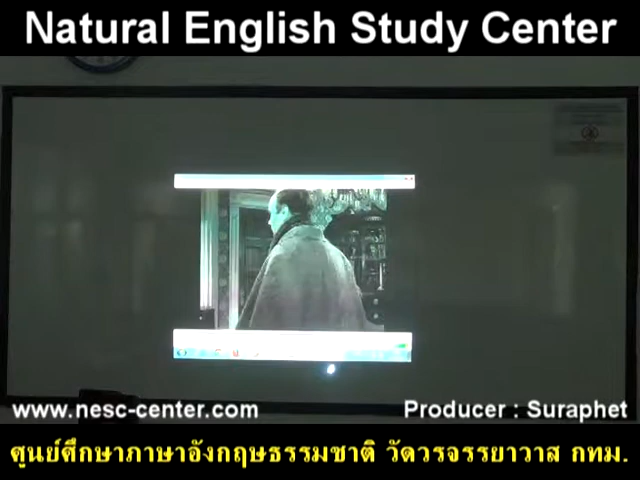 Natural English Study Center
www.nesc-center.com
Producer : Suraphet
ศูนย์ศึกษาภาษาอังกฤษธรรมชาติ วัดวรจรรยาวาส กทม.